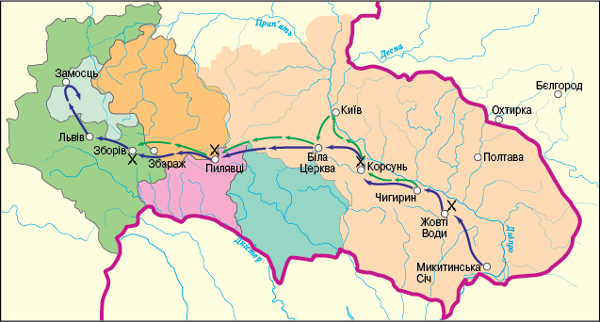 Прип'ять
Десна
Замосць
Бєлгород
Київ
Охтирка
Львів
Зборів
Збараж
Пилявці
Біла
Церква
Корсунь
Полтава
Чигирин
Жовті
Води
Дністер
Дніпро
Микитинська
Січ